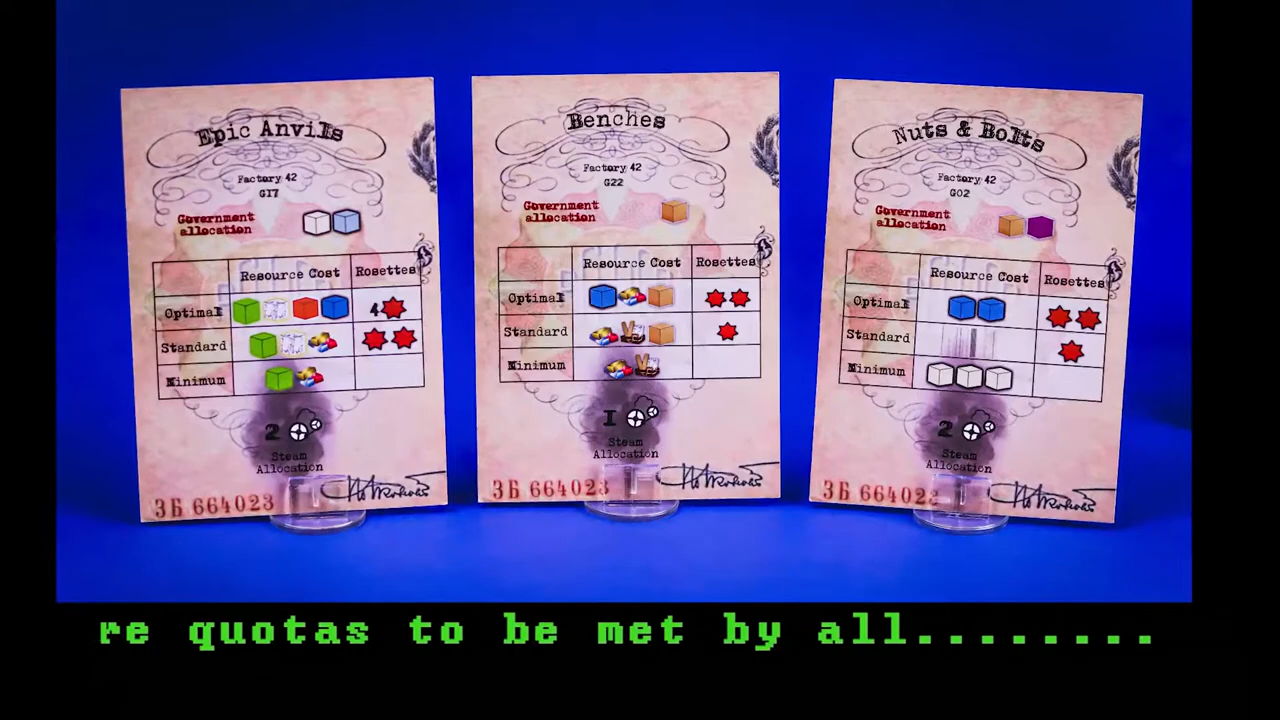 Epic Anvils
Factory 42
G17
Government
allocation
Resource Cost Rosettes
Optimal 4
Standard
Minimum
2
Steam
Allocation
3Б 664023
Benches
Factory 42
G22
Government
allocation
Resource Cost Rosettes
Optimal
Standard
Minimum
1
Steam
Allocation
3Б 664023
Nuts & Bolts
Factory 42
G02
Government
allocation
Resource Cost Rosettes
Optimal
Standard
Minimum
2
Steam
Allocation
3Б 664023
re quotas to be met by all........